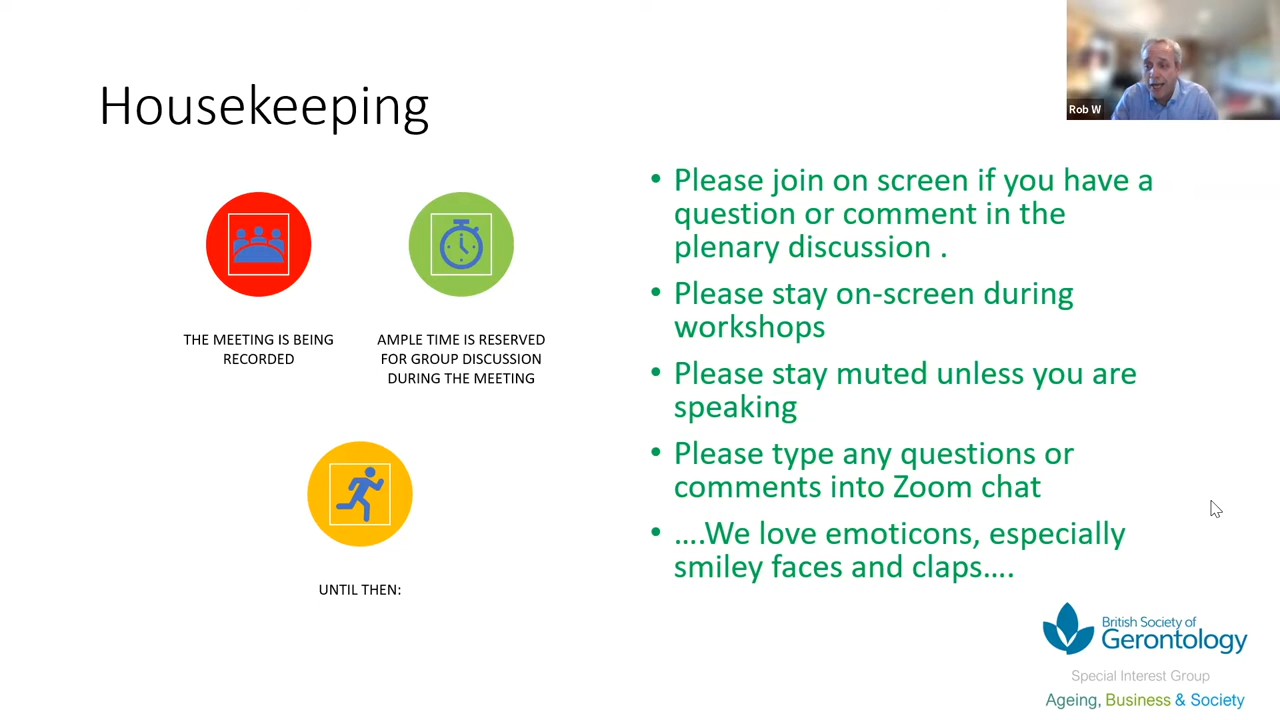 Housekeeping
Rob W
THE MEETING IS BEING
RECORDED
AMPLE TIME IS RESERVED
FOR GROUP DISCUSSION
DURING THE MEETING
UNTIL THEN:
• Please join on screen if you have a
question or comment in the
plenary discussion .
• Please stay on-screen during
workshops
• Please stay muted unless you are
speaking
• Please type any questions or
comments into Zoom chat
• ….We love emoticons, especially
smiley faces and claps….
British Society of
Gerontology
Special Interest Group
Ageing, Business & Society